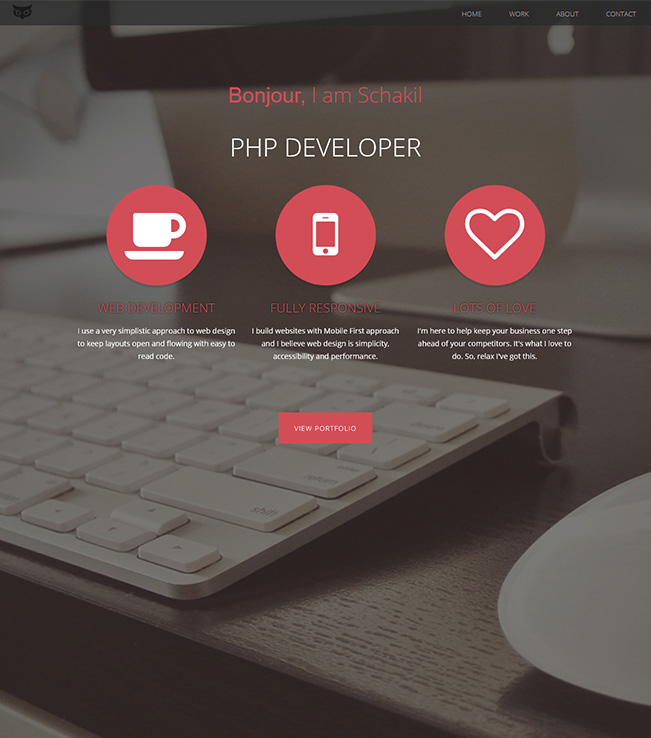 HOME WORK ABOUT CONTACT
Bonjour, I am Schakil
PHP DEVELOPER
WEB DEVELOPMENT
I use a very simplistic approach to web design
to keep layouts open and flowing with easy to
read code.
FULLY RESPONSIVE
I build websites with Mobile First approach
and I believe web design is simplicity,
accessibility and performance.
LOTS OF LOVE
I'm here to help keep your business one step
ahead of your competitors. It's what I love to
do. So, relax I've got this.
VIEW PORTFOLIO
enter
return
shift